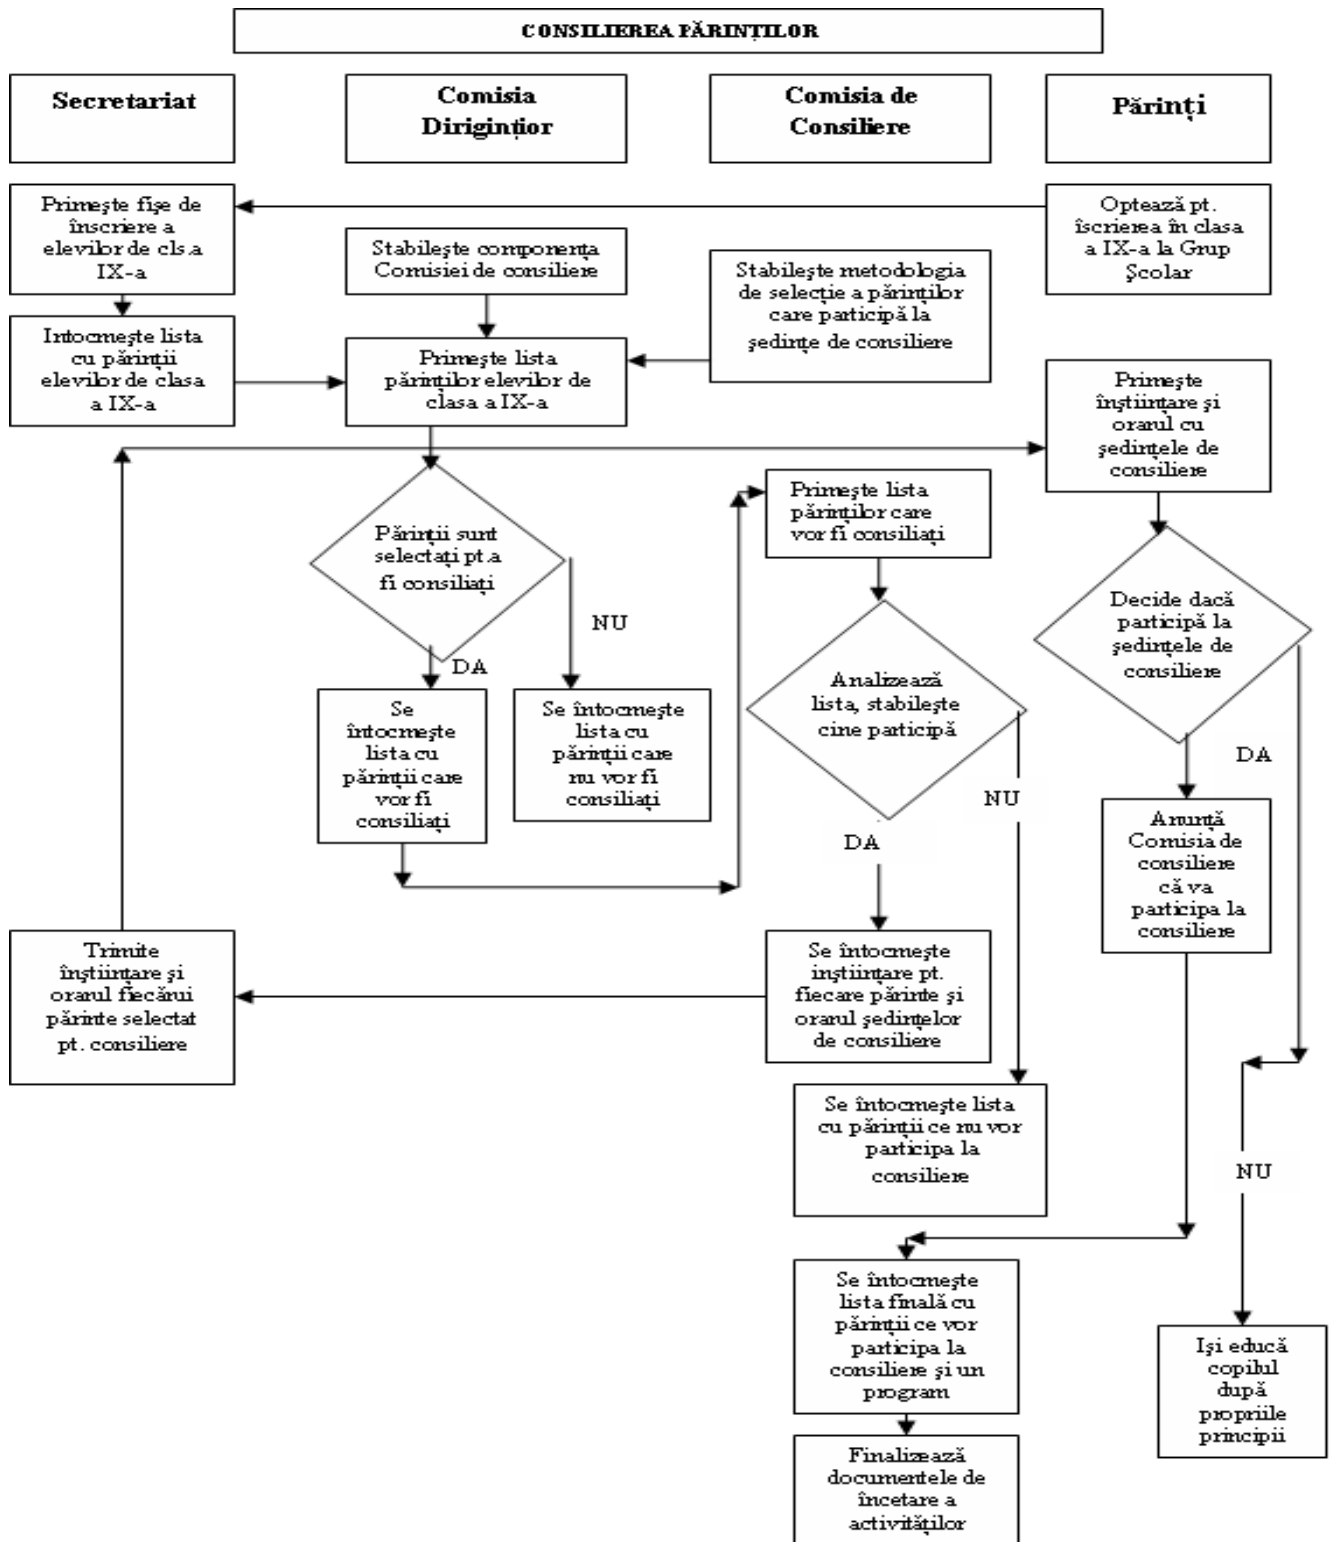 CONSILIEREA PĂRINȚILOR
Secretariat
Comisia
Diriginților
Comisia de
Consiliere
Părinți
Primește fișe de
înscriere a
elevilor de cls.a
IX-a
Stabilește componența
Comisiei de consiliere
Stabilește metodologia
de selecție a părinților
care participă la
ședințe de consiliere
Optează pt.
îscrierea în clasa
a IX-a la Grup
Școlar
Intocmește lista
cu părinții
elevilor de clasa
a IX-a
Primește lista
părinților elevilor de
clasa a IX-a
Primește
înștiințare și
orarul cu
ședințele de
consiliere
Părinții sunt
selectați pt.a
fi consiliați
NU
DA
Primește lista
părinților care
vor fi consiliați
Decide dacă
participă la
ședințele de
consiliere
Se
întocmește
lista cu
părinții care
vor fi
consiliați
Se întocmește
lista cu
părinții care
nu vor fi
consiliați
Analizează
lista, stabilește
cine participă
NU
DA
DA
Anunță
Comisia de
consiliere
că va
participa la
consiliere
Trimite
înștiințare și
orarul fiecărui
părinte selectat
pt. consiliere
Se întocmește
inștiințare pt.
fiecare părinte și
orarul ședințelor
de consiliere
Se întocmește lista
cu părinții ce nu vor
participa la
consiliere
NU
Se întocmește
lista finală cu
părinții ce vor
participa la
consiliere și un
program
Iși educă
copilul
după
propriile
principii
Finalizează
documentele de
încetare a
activităților